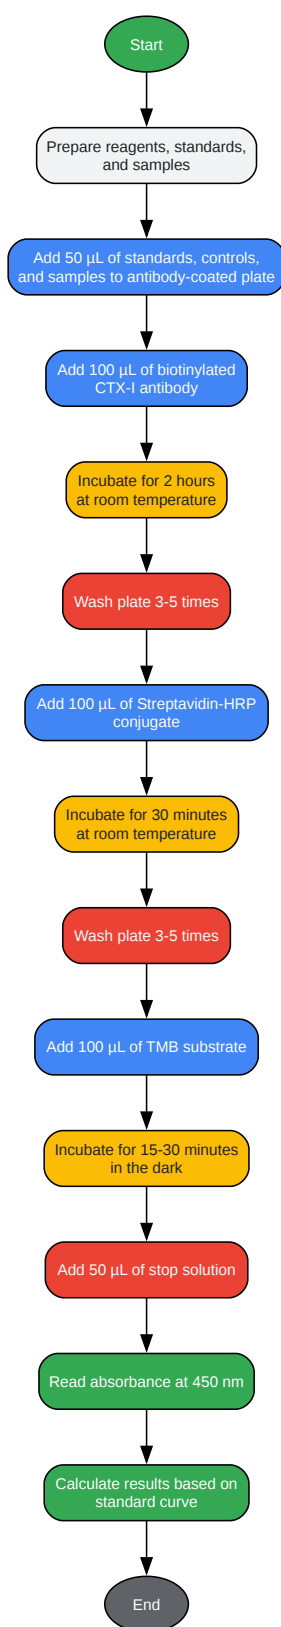 Start
Prepare reagents, standards,
and samples
Add 50 µL of standards, controls,
and samples to antibody-coated plate
Add 100 µL of biotinylated
CTX-I antibody
Incubate for 2 hours
at room temperature
Wash plate 3-5 times
Add 100 µL of Streptavidin-HRP
conjugate
Incubate for 30 minutes
at room temperature
Wash plate 3-5 times
Add 100 µL of TMB substrate
Incubate for 15-30 minutes
in the dark
Add 50 µL of stop solution
Read absorbance at 450 nm
Calculate results based on
standard curve
End